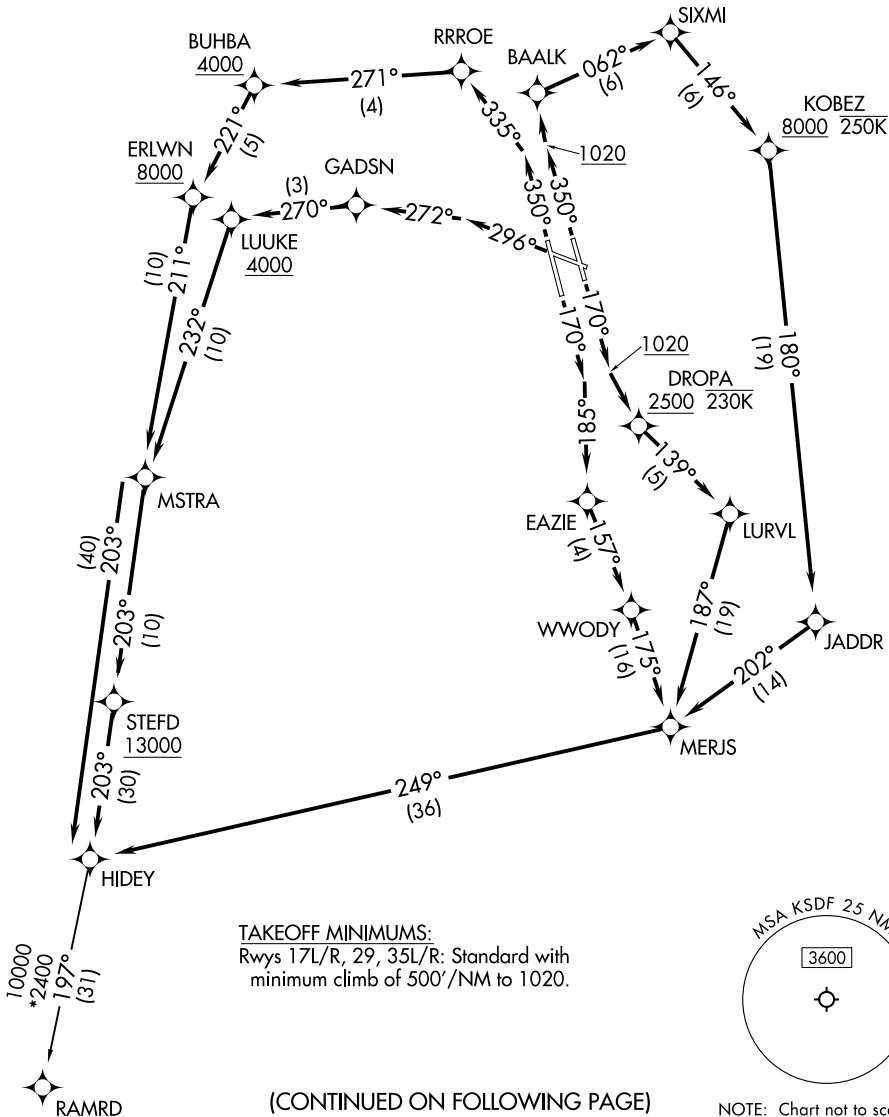 SIXMI
BUHBA
4000
RRROE
BAALK
062°
(6)
271°
(4)
146°
(6)
KOBEZ
8000 250K
335°
1020
221°
(5)
ERLWN
8000
GADSN
(3)
270°
LUUKE
4000
272°
296°
350°
350°
(10)
211°
232°
(10)
170°
170°
1020
180°
(19)
DROPA
2500 230K
185°
139°
(5)
MSTRA
EAZIE
LURVL
157°
(4)
187°
(19)
(40)
203°
203°
(10)
WWODY
175°
(16)
JADDR
202°
(14)
STEFD
13000
MERJS
203°
(30)
249°
(36)
HIDEY
TAKEOFF MINIMUMS:
Rwys 17L/R, 29, 35L/R: Standard with
minimum climb of 500'/NM to 1020.
MSA KSDF 25 NM
3600
10000
*2400
197°
(31)
RAMRD
(CONTINUED ON FOLLOWING PAGE)
NOTE: Chart not to sc